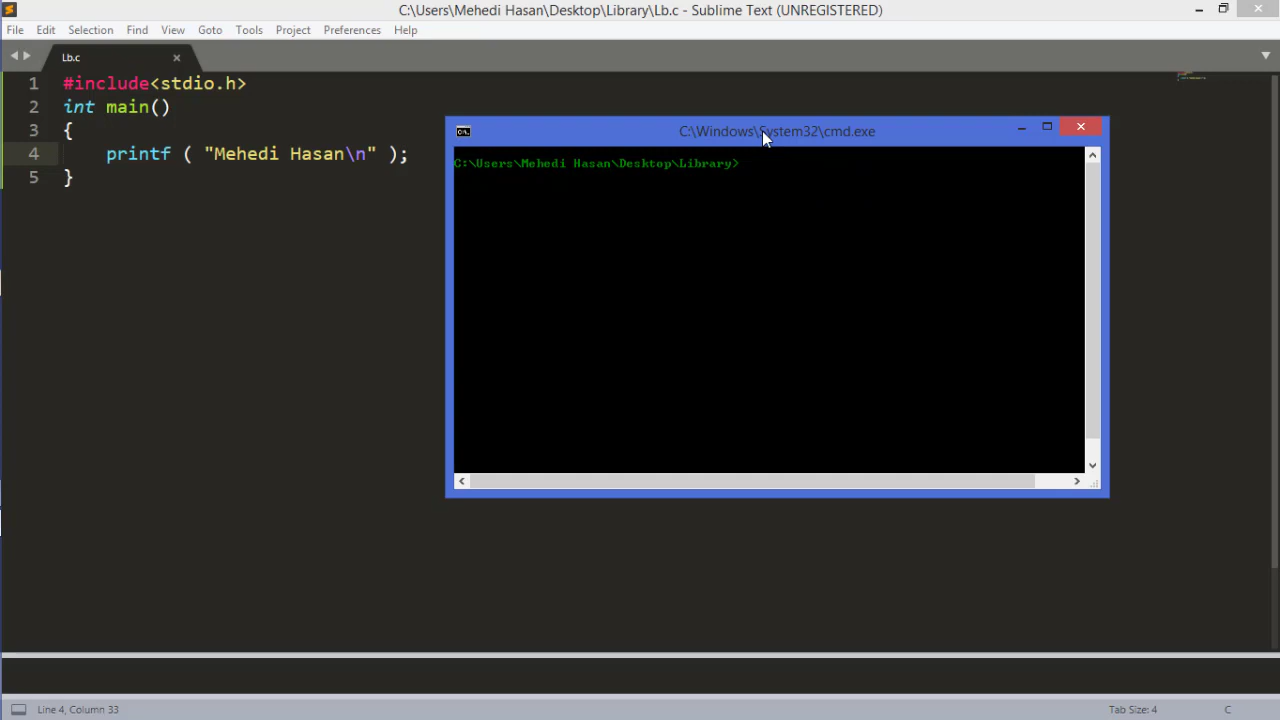 C:\Users\Mehedi Hasan\Desktop\Library\Lb.c - Sublime Text (UNREGISTERED)
File Edit Selection Find View Goto Tools Project Preferences Help
Lb.c
1 #include<stdio.h>
2 int main()
3 {
4 printf ( "Mehedi Hasan\n" );
5 }
C:\Windows\System32\cmd.exe
C:\Users\Mehedi Hasan\Desktop\Library>
Line 4, Column 33 Tab Size: 4 C